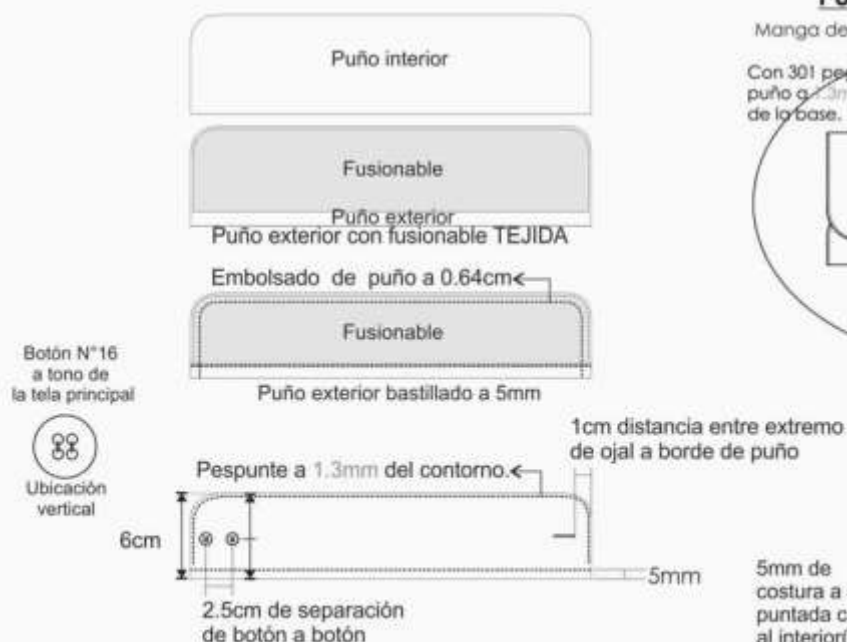 Puño interior
Fusionable
Puño exterior
Puño exterior con fusionable TEJIDA
Embolsado de puño a 0.64cm
Fusionable
Puño exterior bastillado a 5mm
Botón N°16
a tono de
la tela principal
Ubicación
vertical
Pespunte a 1.3mm del contorno.
1cm distancia entre extremo
de ojal a borde de puño
6cm
5mm
2.5cm de separación
de botón a botón
Manga de
Con 301
puño a 1.3m
de la base.
5mm de
costura a
puntada c
al interior